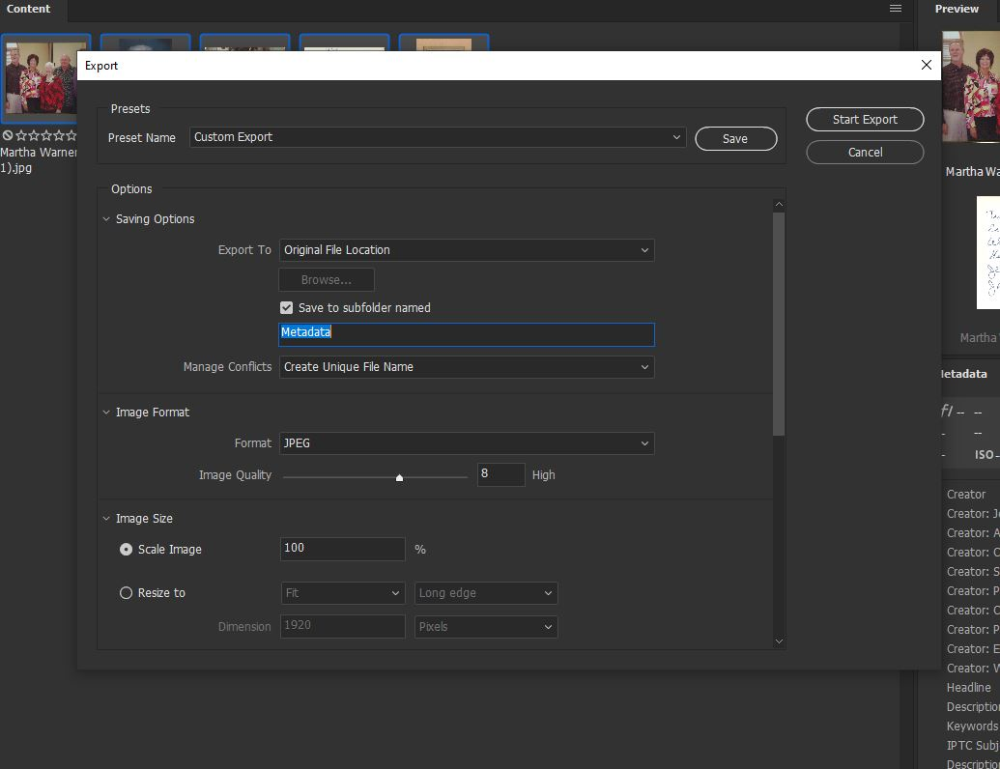 Content
Preview
Export
Martha Warner
1).jpg
Presets
Preset Name Custom Export Save
Start Export
Cancel
Options
Saving Options
Export To Original File Location
Browse...
Save to subfolder named
Metadata
Manage Conflicts Create Unique File Name
Image Format
Format JPEG
Image Quality 8 High
Image Size
Scale Image 100 %
Resize to Fit Long edge
Dimension 1920 Pixels
Martha Wa
Martha
etadata
f/ -- --
--
ISO
Creator
Creator: J
Creator: A
Creator: C
Creator: S
Creator: P
Creator: C
Creator: P
Creator: E
Creator: W
Headline
Descriptio
Keywords
IPTC Subj
Descriptio